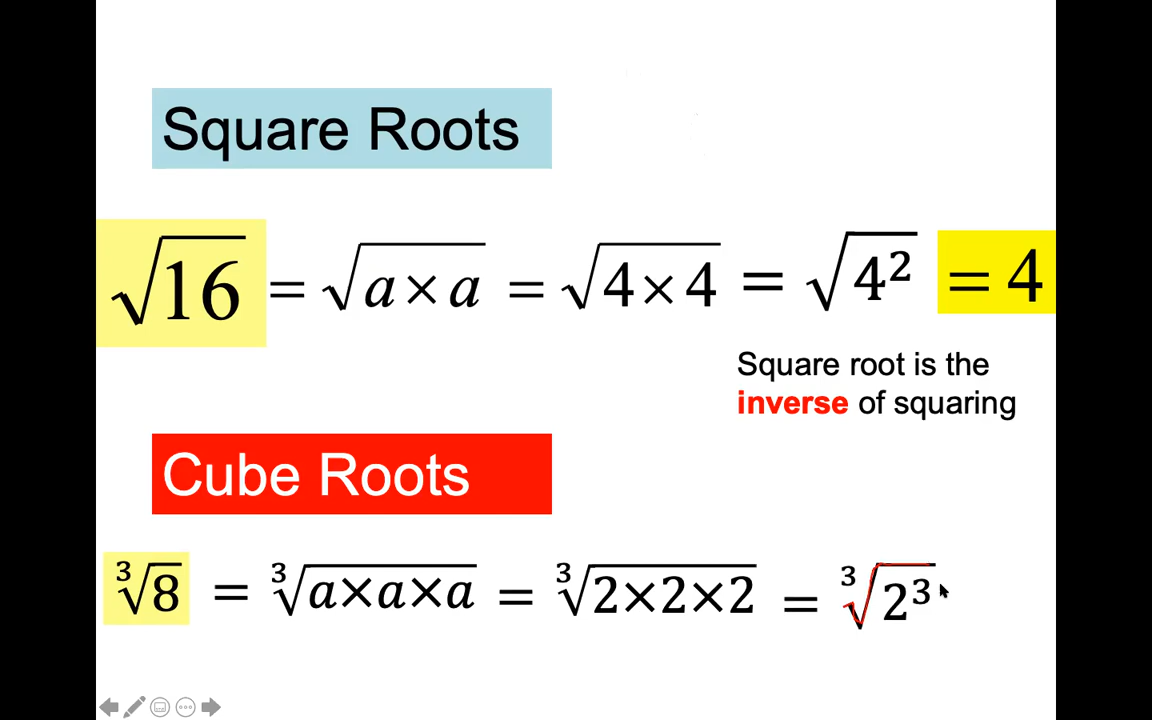 Square Roots
√16 = √a×a = √4×4 = √4² = 4
Square root is the
inverse of squaring
Cube Roots
∛8 = ∛a×a×a = ∛2×2×2 = ∛2³